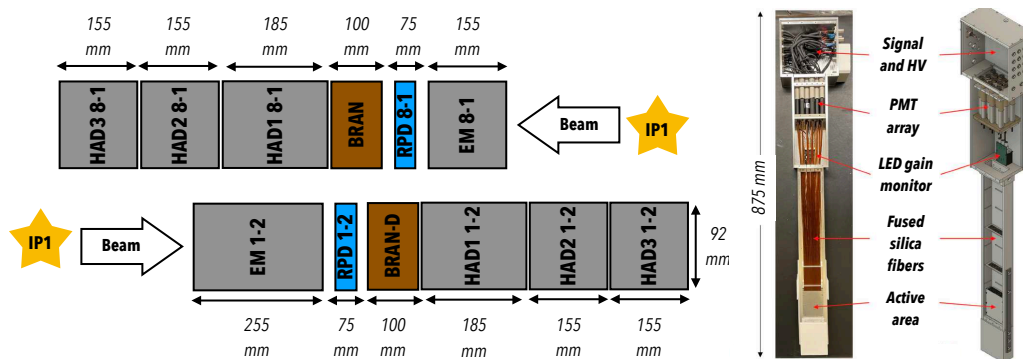 155
mm
155
mm
185
mm
100
mm
75
mm
155
mm
HAD3 8-1
HAD2 8-1
HAD1 8-1
BRAN
RPD 8-1
EM 8-1
Beam
IP1
IP1
Beam
EM 1-2
RPD 1-2
BRAN-D
HAD1 1-2
HAD2 1-2
HAD3 1-2
92
mm
255
mm
75
mm
100
mm
185
mm
155
mm
155
mm
875 mm
Signal
and HV
PMT
array
LED gain
monitor
Fused
silica
fibers
Active
area